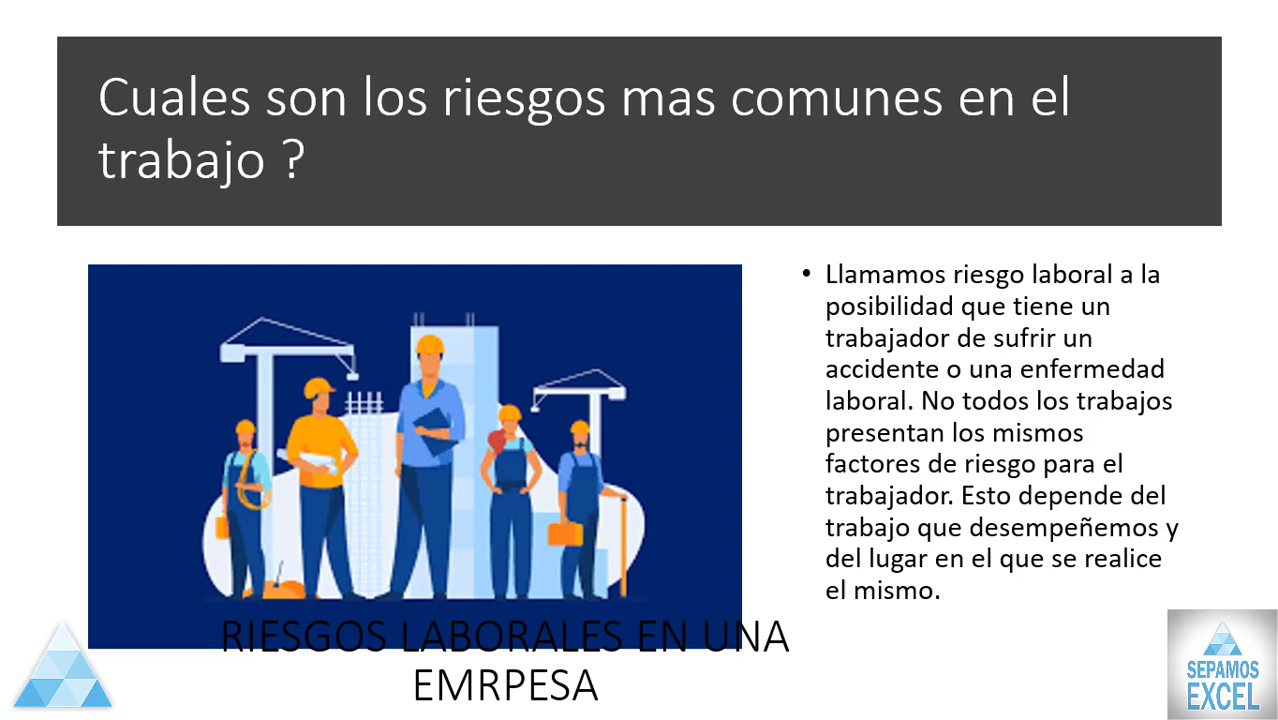 Cuales son los riesgos mas comunes en el
trabajo ?
• Llamamos riesgo laboral a la
posibilidad que tiene un
trabajador de sufrir un
accidente o una enfermedad
laboral. No todos los trabajos
presentan los mismos
factores de riesgo para el
trabajador. Esto depende del
trabajo que desempeñemos y
del lugar en el que se realice
el mismo.
RIESGOS LABORALES EN UNA
EMRPESA
SEPAMOS
EXCEL